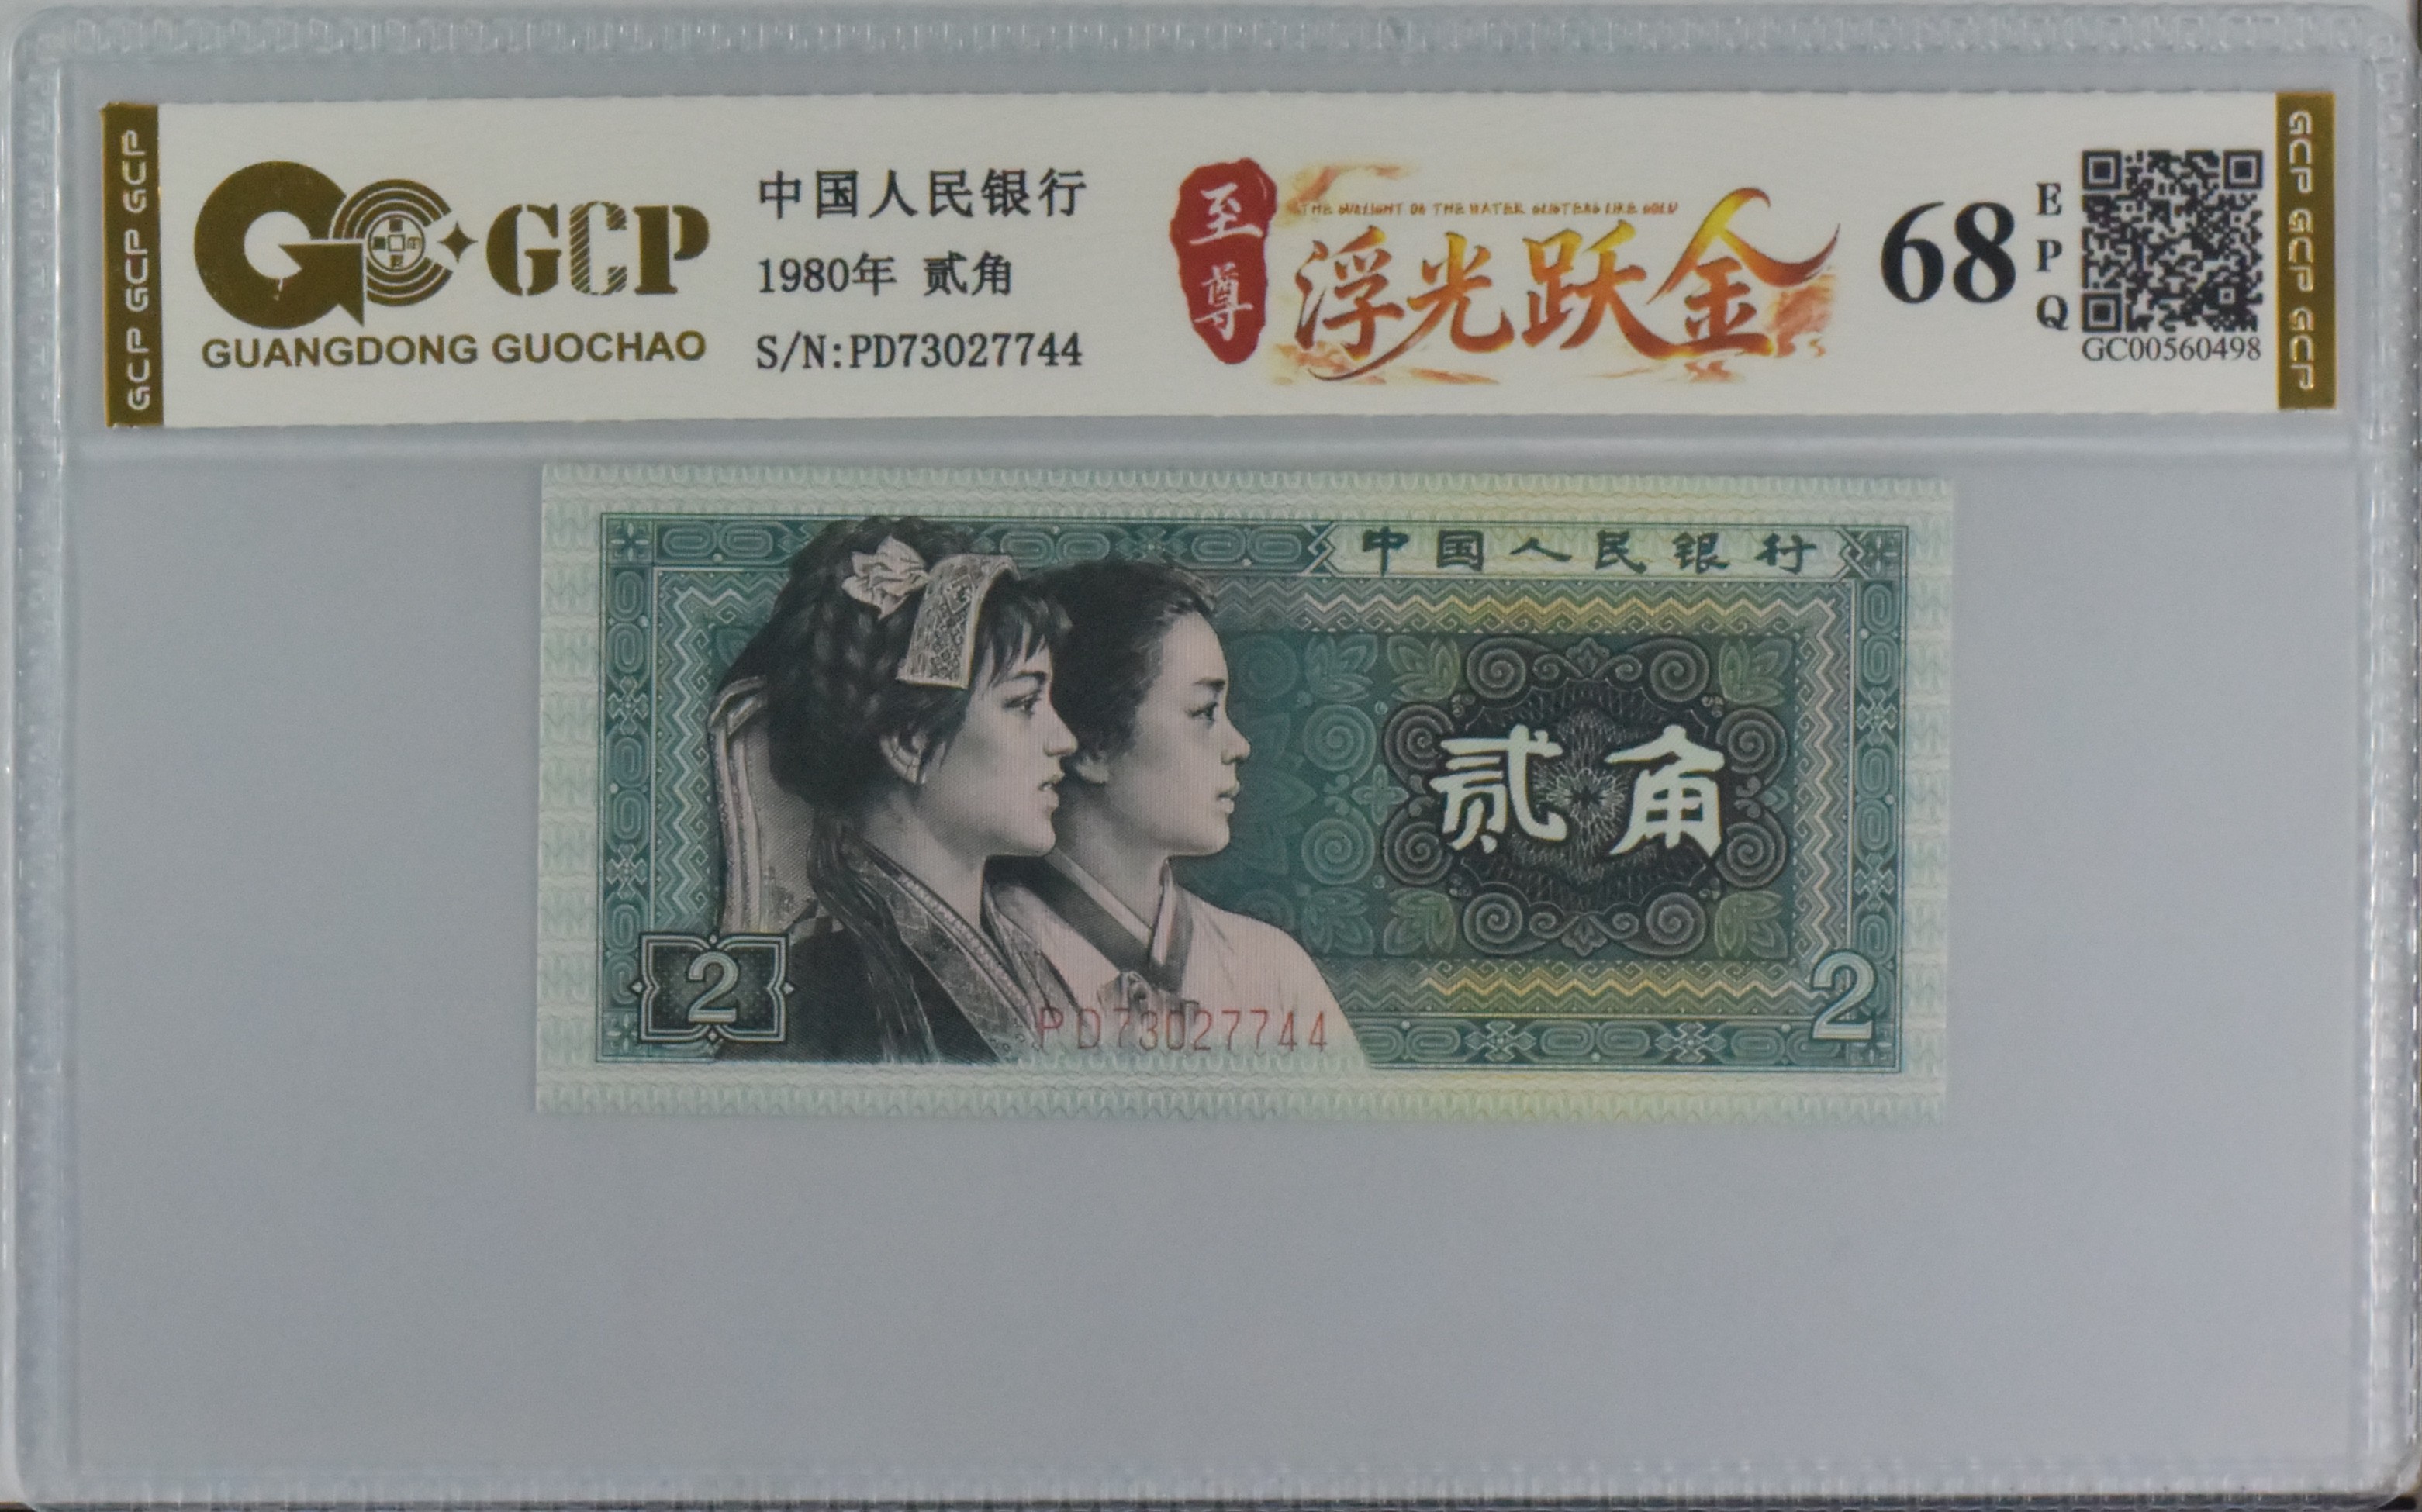 GCP GCP GCP
GCP
GUANGDONG GUOCHAO
中国人民银行
1980年 贰角
S/N:PD73027744
至尊
浮光跃金
68
EPQ
GC00560498
GCP GCP GCP
中国人民银行
贰角
2
PD73027744
2